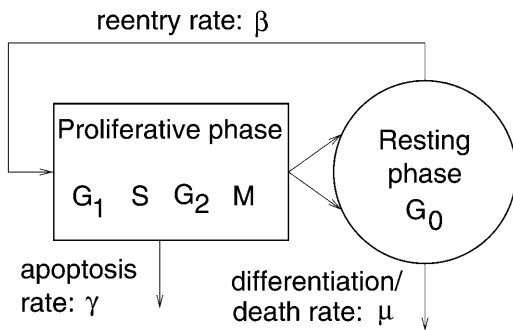 reentry rate: β
Proliferative phase
G1 S G2 M
Resting
phase
G0
apoptosis
rate: γ
differentiation/
death rate: μ